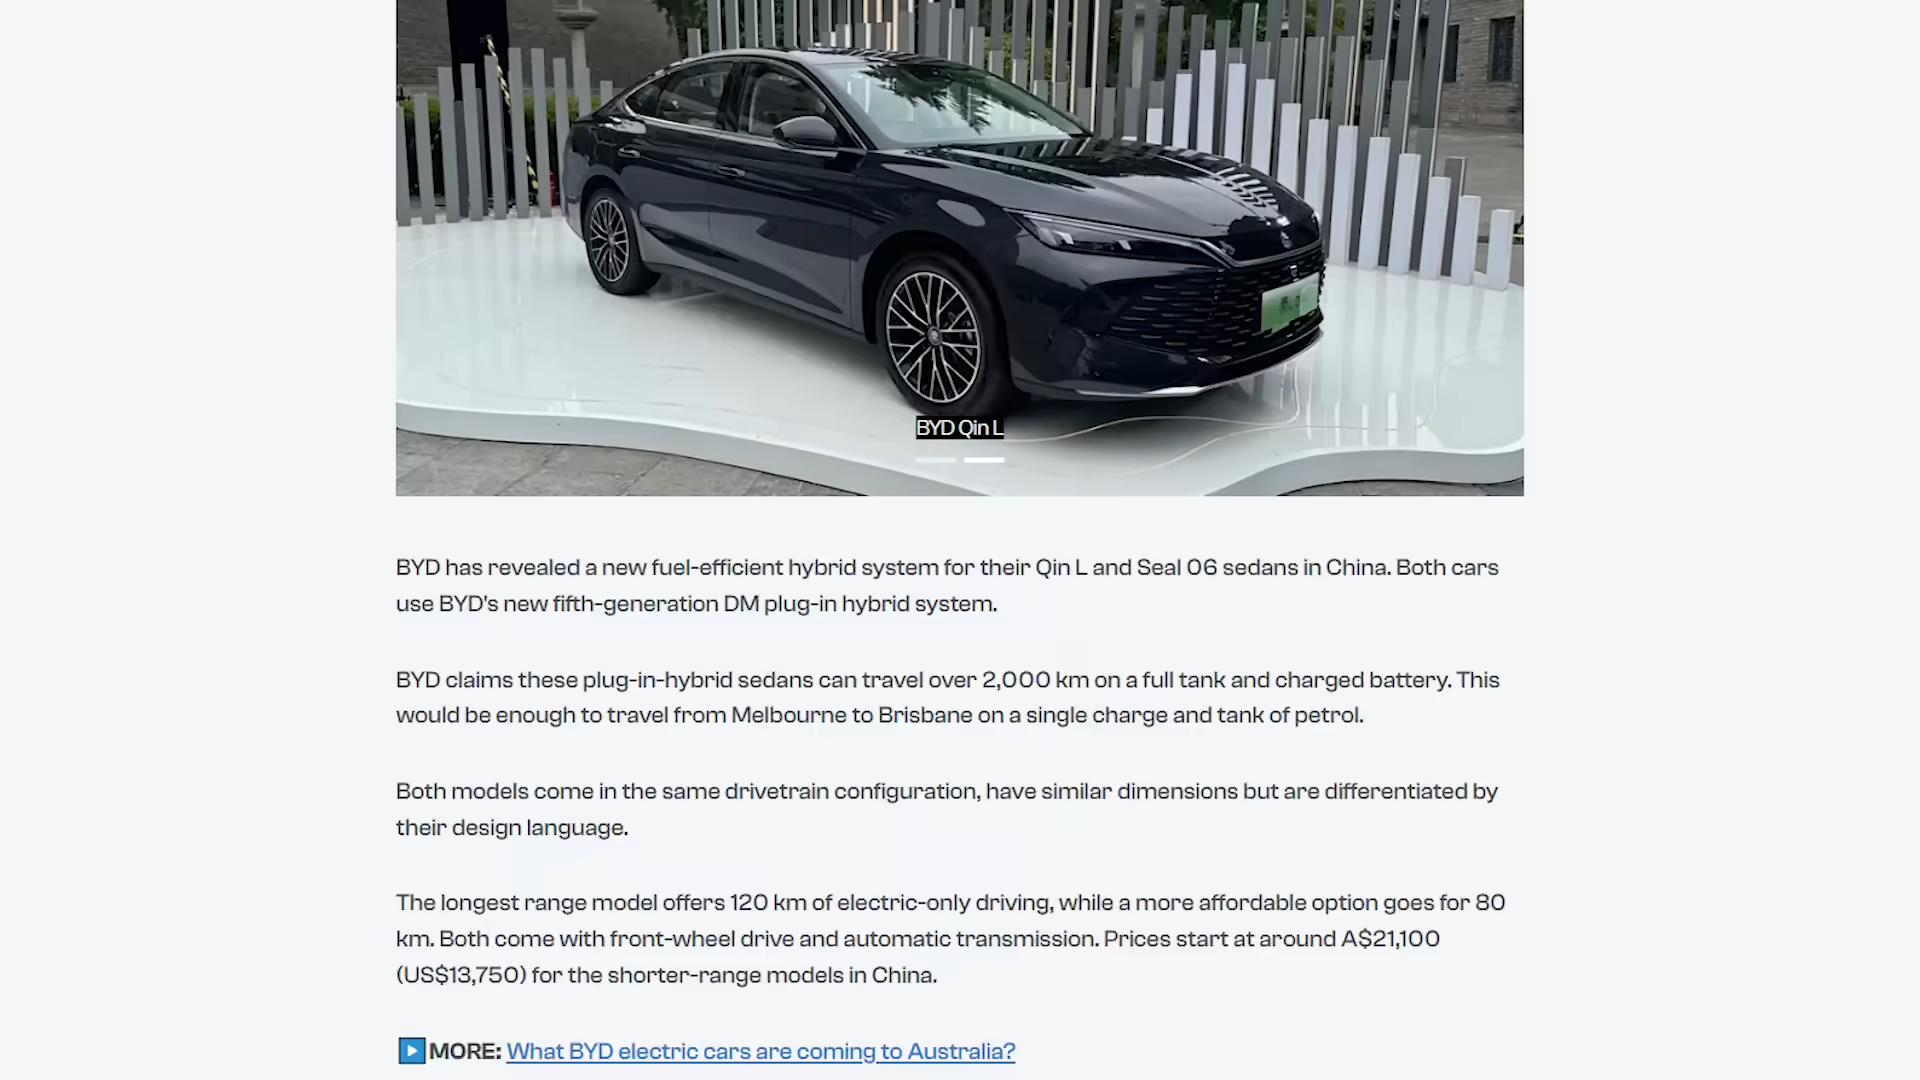 BYD Qin L
BYD has revealed a new fuel-efficient hybrid system for their Qin L and Seal 06 sedans in China. Both cars
use BYD's new fifth-generation DM plug-in hybrid system.
BYD claims these plug-in-hybrid sedans can travel over 2,000 km on a full tank and charged battery. This
would be enough to travel from Melbourne to Brisbane on a single charge and tank of petrol.
Both models come in the same drivetrain configuration, have similar dimensions but are differentiated by
their design language.
The longest range model offers 120 km of electric-only driving, while a more affordable option goes for 80
km. Both come with front-wheel drive and automatic transmission. Prices start at around A$21,100
(US$13,750) for the shorter-range models in China.
MORE: What BYD electric cars are coming to Australia?